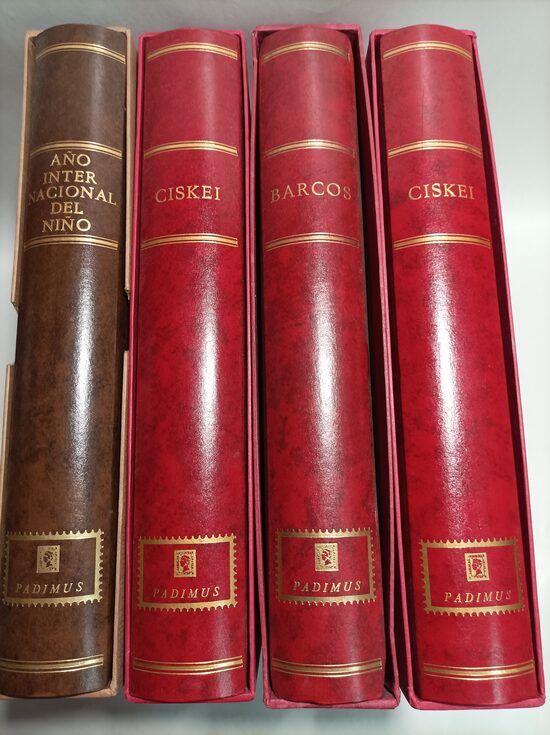 AÑO
INTER
NACIONAL
DEL
NIÑO
PADIMUS
CISKEI
PADIMUS
BARCOS
PADIMUS
CISKEI
PADIMUS